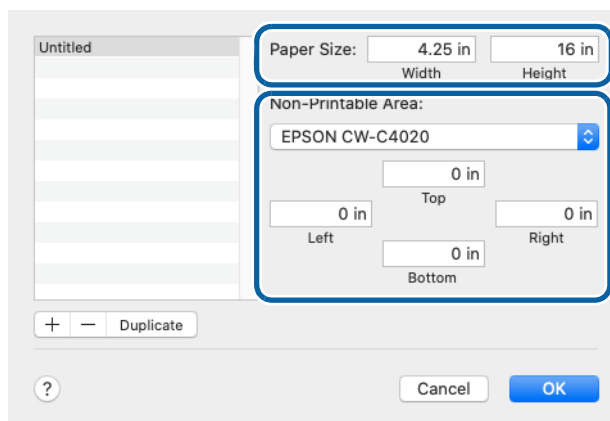 Untitled
Paper Size: 4.25 in 16 in
Width Height
Non-Printable Area:
EPSON CW-C4020
0 in
Top
0 in 0 in
Left Right
0 in
Bottom
+ − Duplicate
? Cancel OK